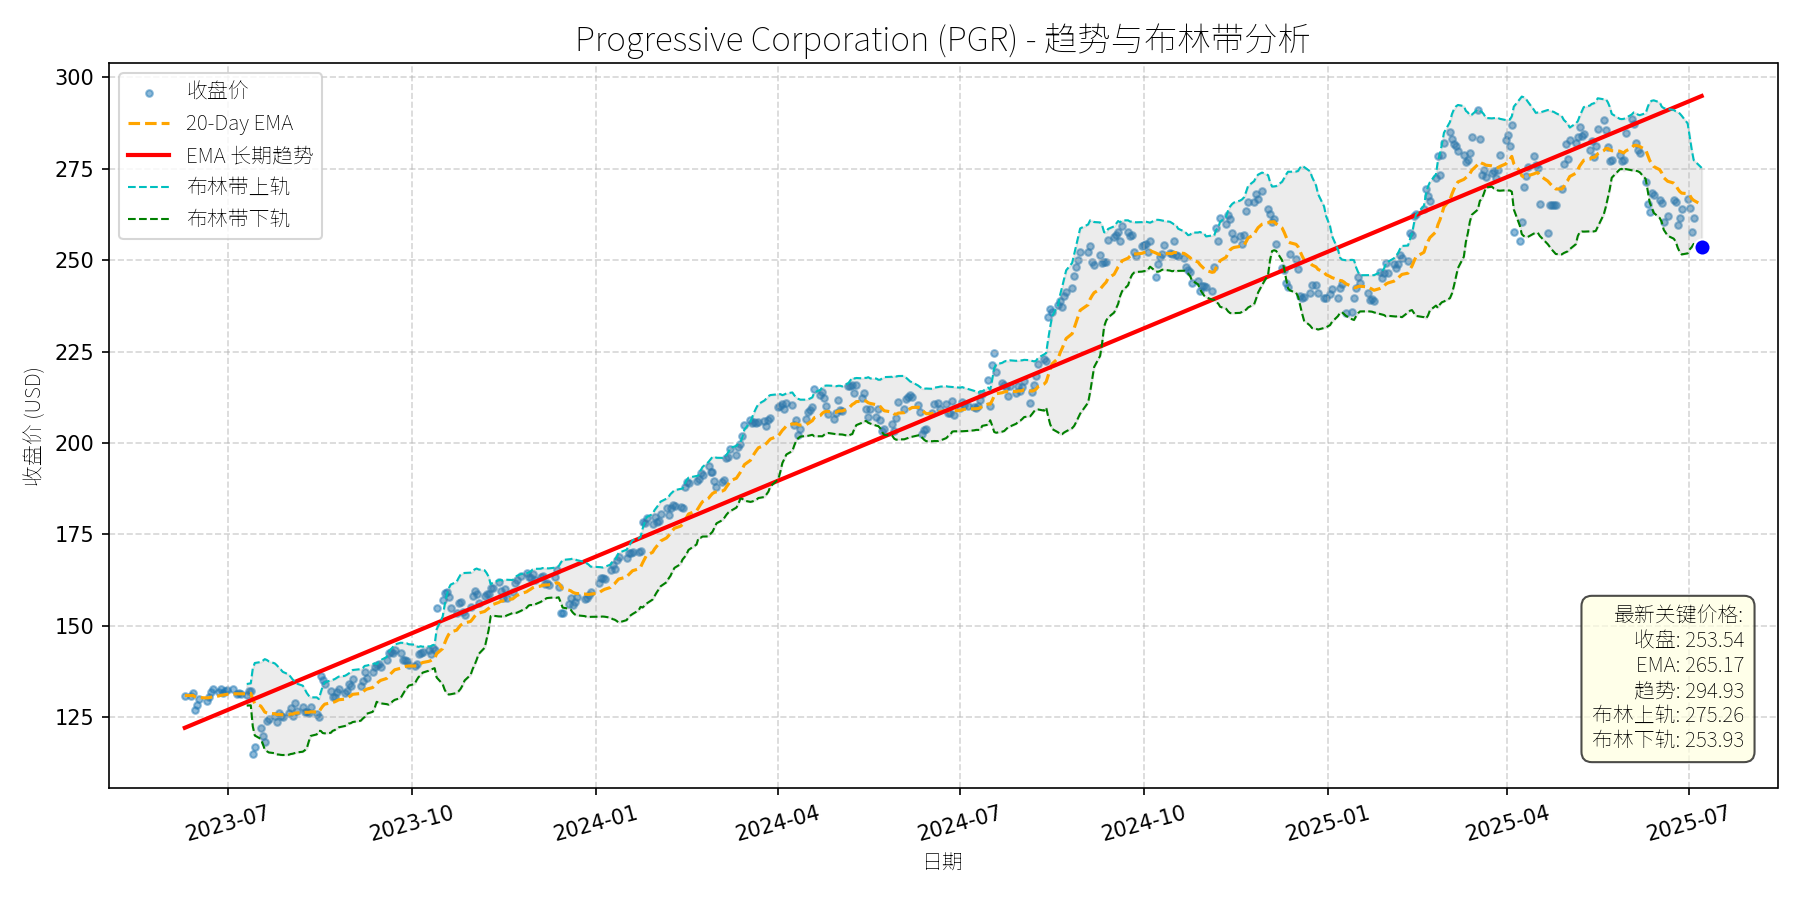 Progressive Corporation (PGR) - 趋势与布林带分析
收盘价
20-Day EMA
EMA 长期趋势
布林带上轨
布林带下轨
收盘价 (USD)
300
275
250
225
200
175
150
125
最新关键价格:
收盘: 253.54
EMA: 265.17
趋势: 294.93
布林上轨: 275.26
布林下轨: 253.93
2023-07
2023-10
2024-01
2024-04
2024-07
2024-10
2025-01
2025-04
2025-07
日期